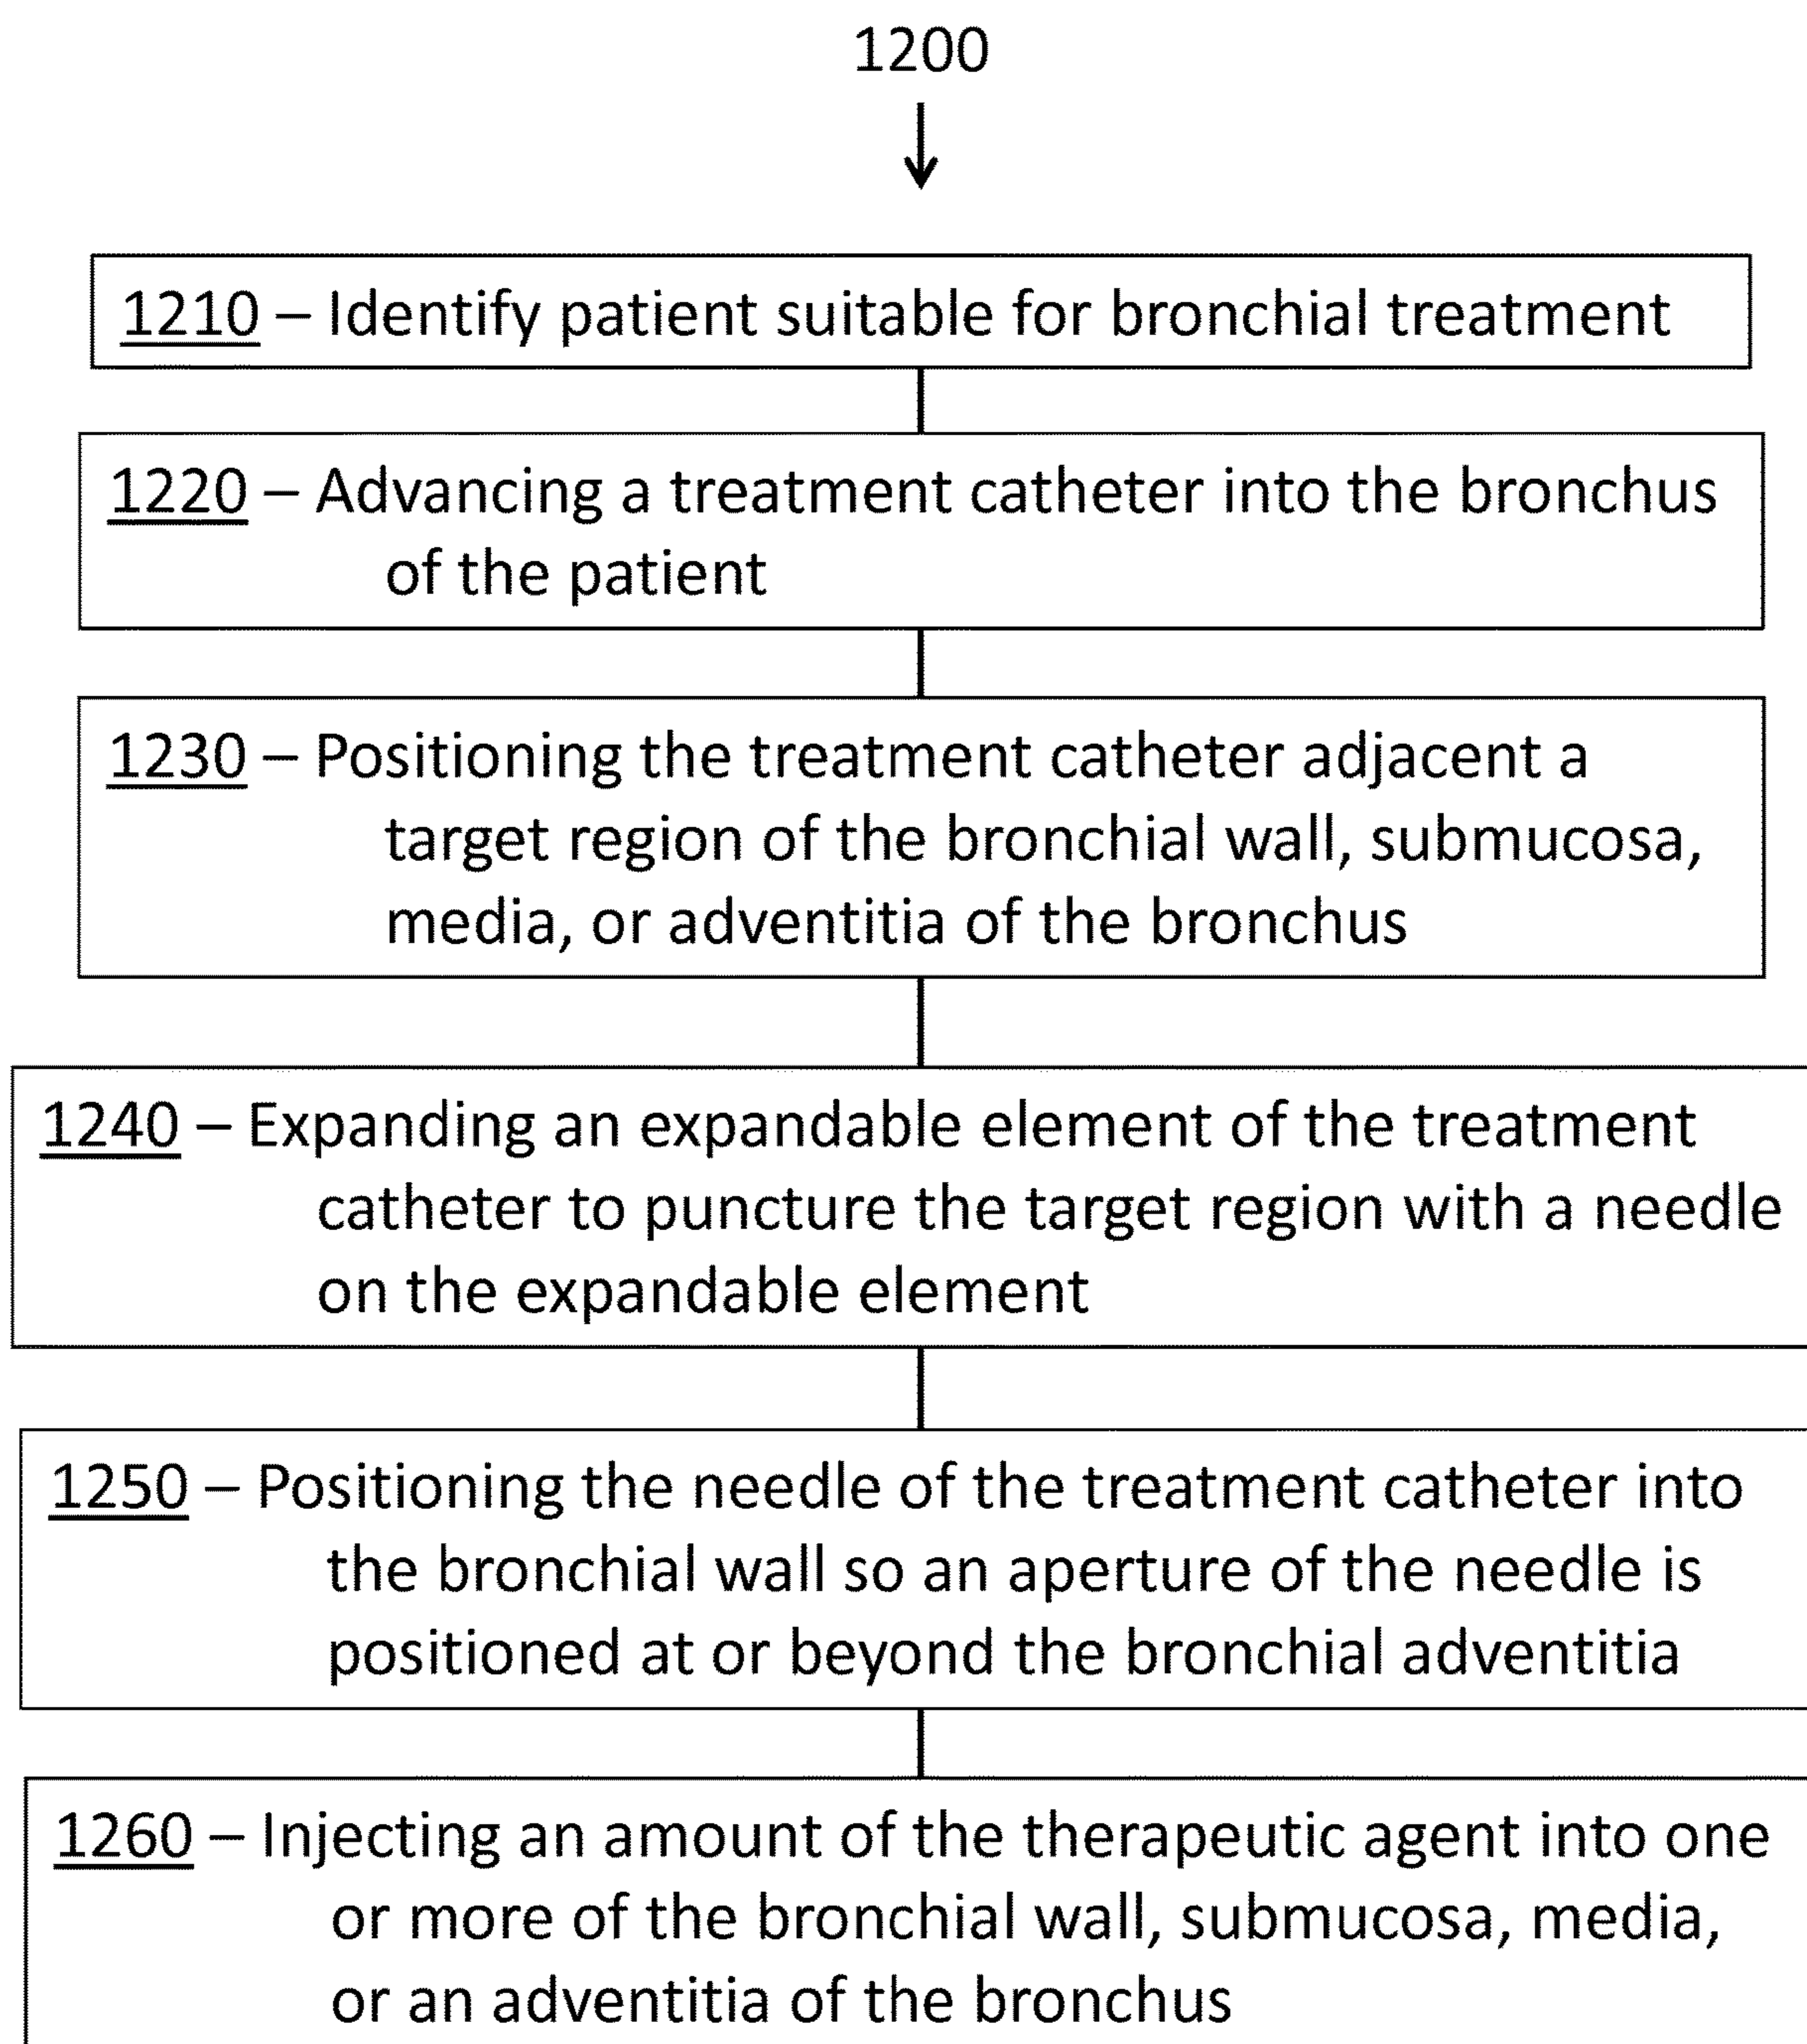 1200
1210 – Identify patient suitable for bronchial treatment
1220 – Advancing a treatment catheter into the bronchus
of the patient
1230 – Positioning the treatment catheter adjacent a
target region of the bronchial wall, submucosa,
media, or adventitia of the bronchus
1240 – Expanding an expandable element of the treatment
catheter to puncture the target region with a needle
on the expandable element
1250 – Positioning the needle of the treatment catheter into
the bronchial wall so an aperture of the needle is
positioned at or beyond the bronchial adventitia
1260 – Injecting an amount of the therapeutic agent into one
or more of the bronchial wall, submucosa, media,
or an adventitia of the bronchus